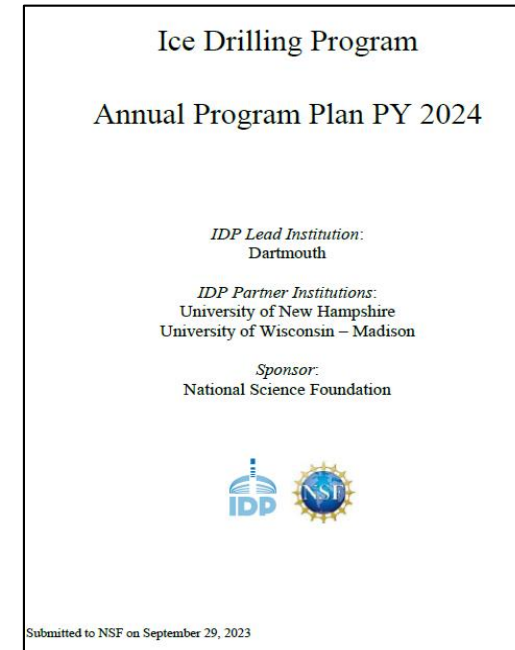 Ice Drilling Program
Annual Program Plan PY 2024
IDP Lead Institution:
Dartmouth
IDP Partner Institutions:
University of New Hampshire
University of Wisconsin – Madison
Sponsor:
National Science Foundation
IDP
NSF
Submitted to NSF on September 29, 2023